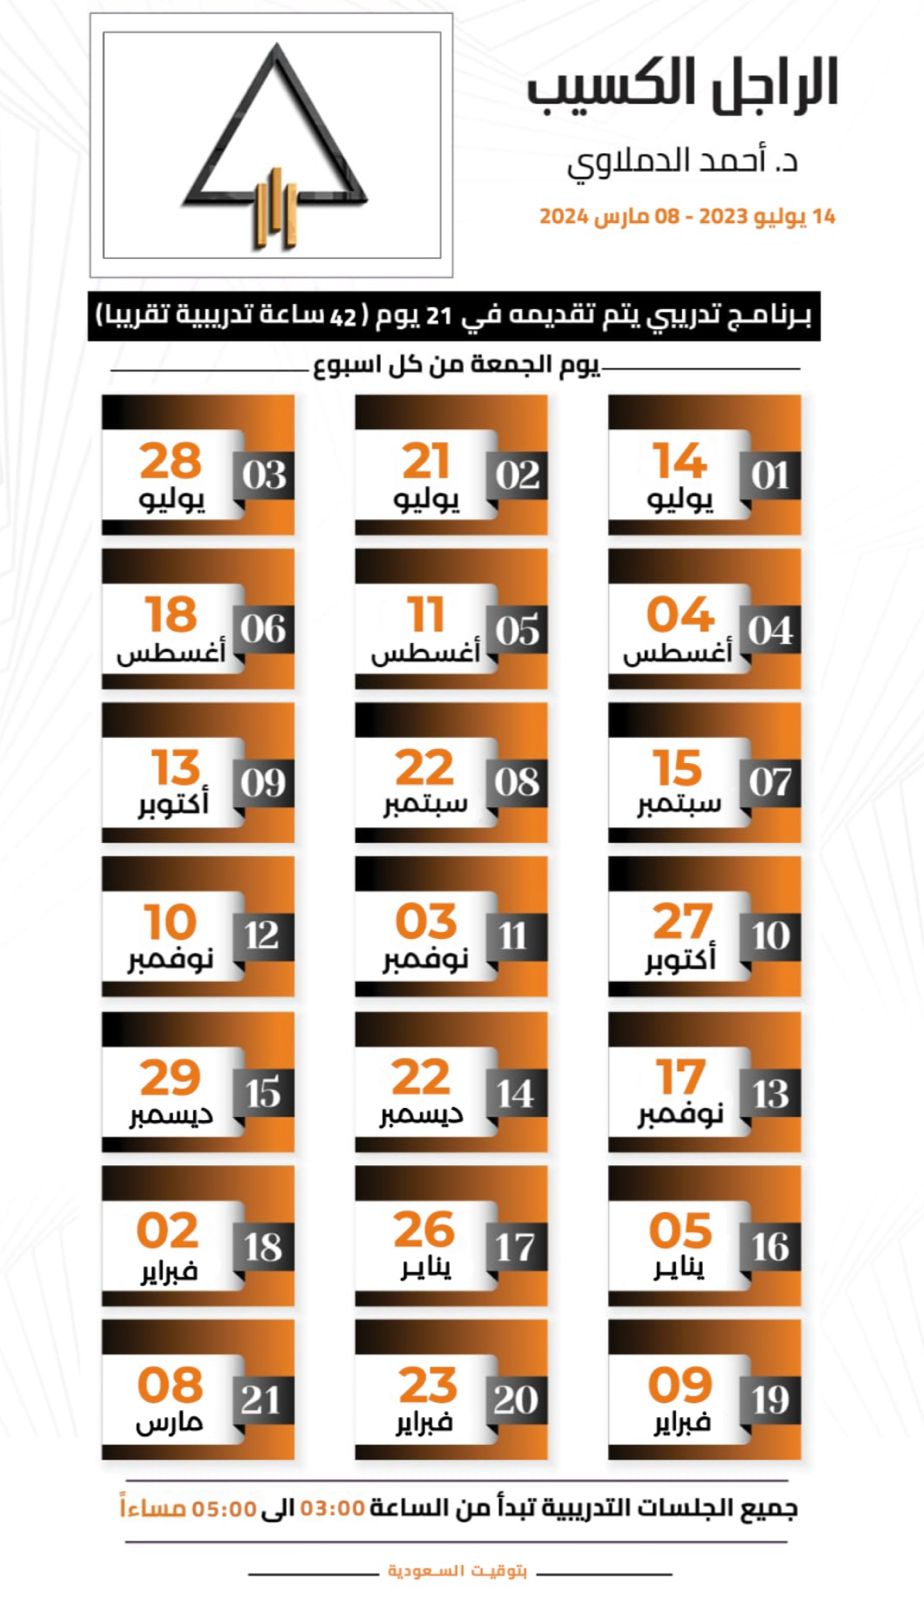 الراجل الكسيب
د. أحمد الدملاوي
14 يوليو 2023 - 08 مارس 2024
برنامج تدريبي يتم تقديمه في 21 يوم (42 ساعة تدريبية تقريبا)
يوم الجمعة من كل اسبوع
01
14
يوليو
02
21
يوليو
03
28
يوليو
04
04
أغسطس
05
11
أغسطس
06
18
أغسطس
07
15
سبتمبر
08
22
سبتمبر
09
13
أكتوبر
10
27
أكتوبر
11
03
نوفمبر
12
10
نوفمبر
13
17
نوفمبر
14
22
ديسمبر
15
29
ديسمبر
16
05
يناير
17
26
يناير
18
02
فبراير
19
09
فبراير
20
23
فبراير
21
08
مارس
جميع الجلسات التدريبية تبدأ من الساعة 03:00 الى 05:00 مساءاً
بتوقيت السعودية